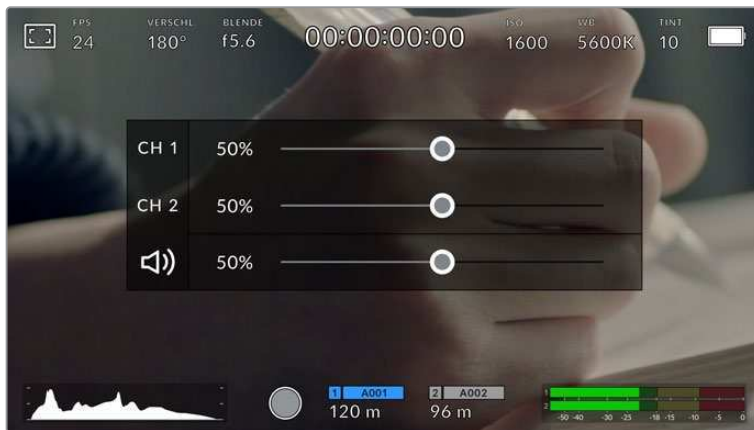 FPS VERSCHL BLENDE ISO WB TINT
24 180° f5.6 00:00:00:00 1600 5600K 10
CH 1 50%
CH 2 50%
50%
1 A001 2 A002
120 m 96 m
1
2
-50 -40 -30 -25 -18 -15 -10 -5 0